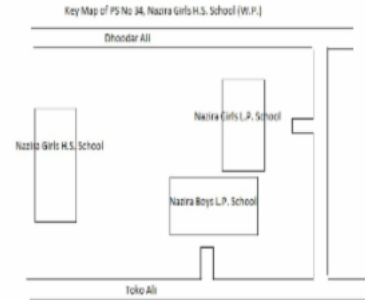 Key Map of PS No 34, Nazira Girls H.S. School (W.P.)
Dhoodar Ali
Nazira Girls L.P. School
Nazira Girls H.S. School
Nazira Boys L.P. School
Toko Ali